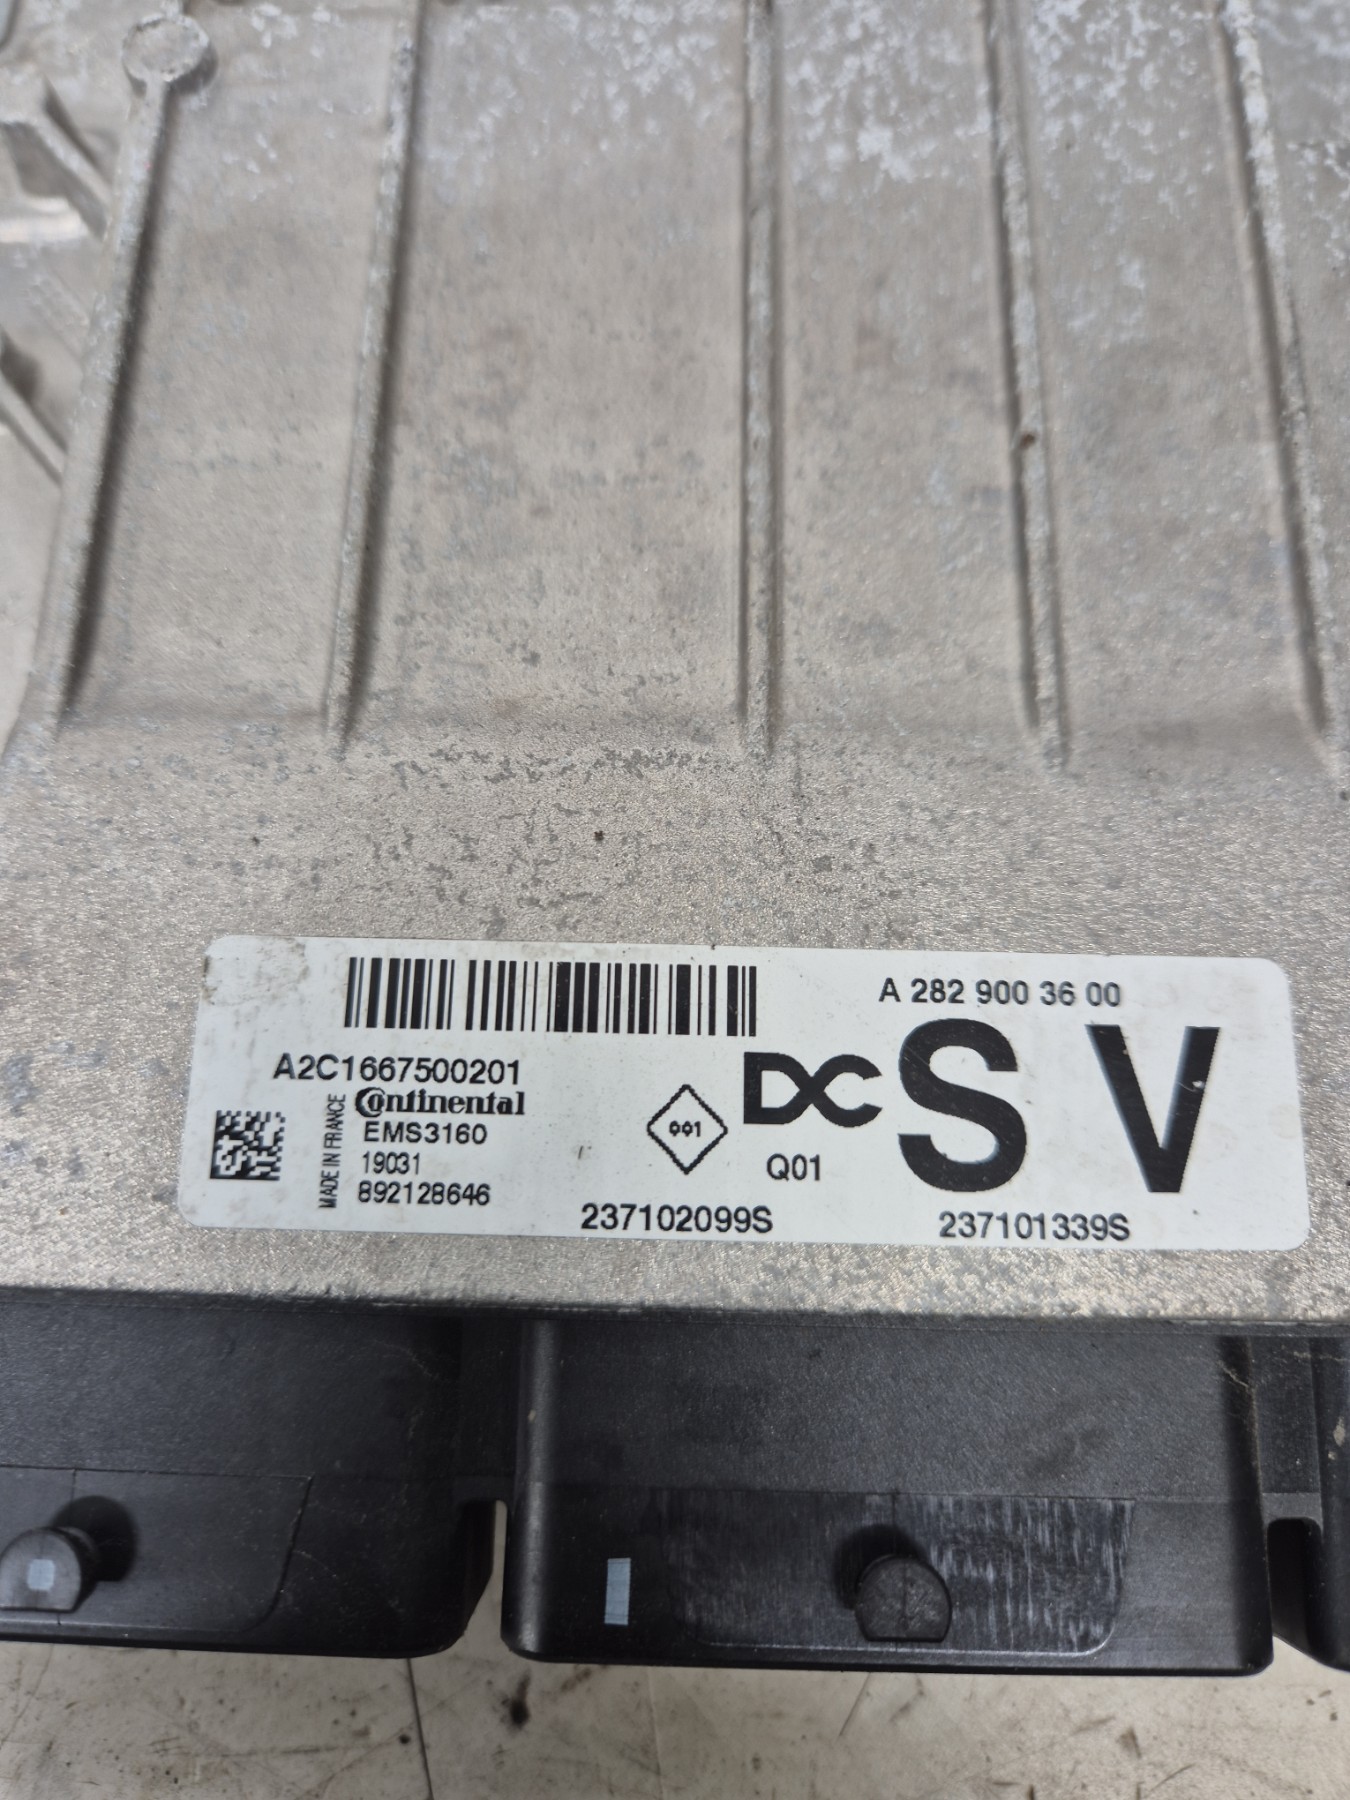 A 282 900 36 00
A2C1667500201
Continental
EMS3160
19031
892128646
MADE IN FRANCE
001
DC
Q01
S V
237102099S
237101339S